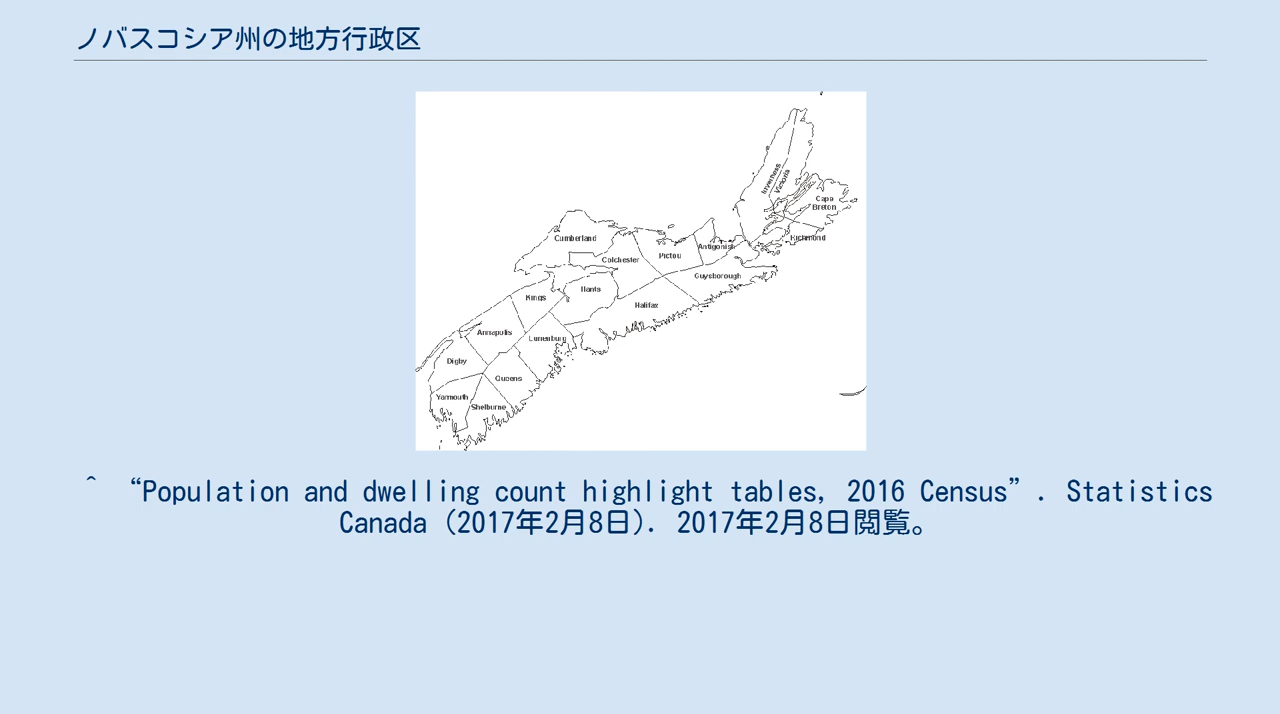 ノバスコシア州の地方行政区
Inverness
Victoria
Cape
Breton
Cumberland
Richmond
Antigonish
Colchester
Pictou
Guysborough
Hants
Kings
Halifax
Annapolis
Lunenburg
Digby
Queens
Yarmouth
Shelburne
^ “Population and dwelling count highlight tables, 2016 Census”. Statistics
Canada (2017年2月8日). 2017年2月8日閲覧。